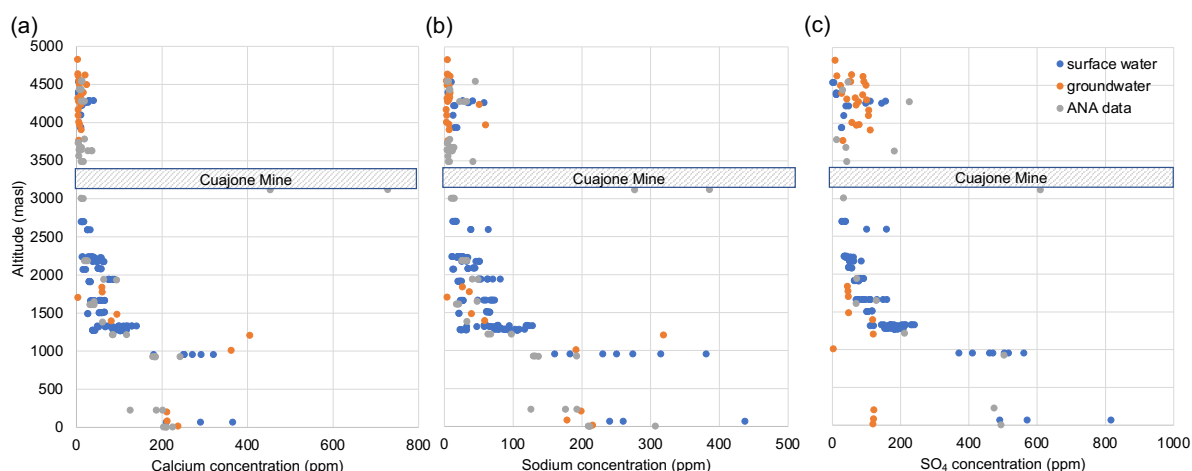 (a)
(b)
(c)
5000
4500
4000
3500
3000
2500
2000
1500
1000
500
0
Altitude (masl)
surface water
groundwater
ANA data
Cuajone Mine
Cuajone Mine
Cuajone Mine
0 200 400 600 800
0 100 200 300 400 500
0 200 400 600 800 1000
Calcium concentration (ppm)
Sodium concentration (ppm)
SO₄ concentration (ppm)